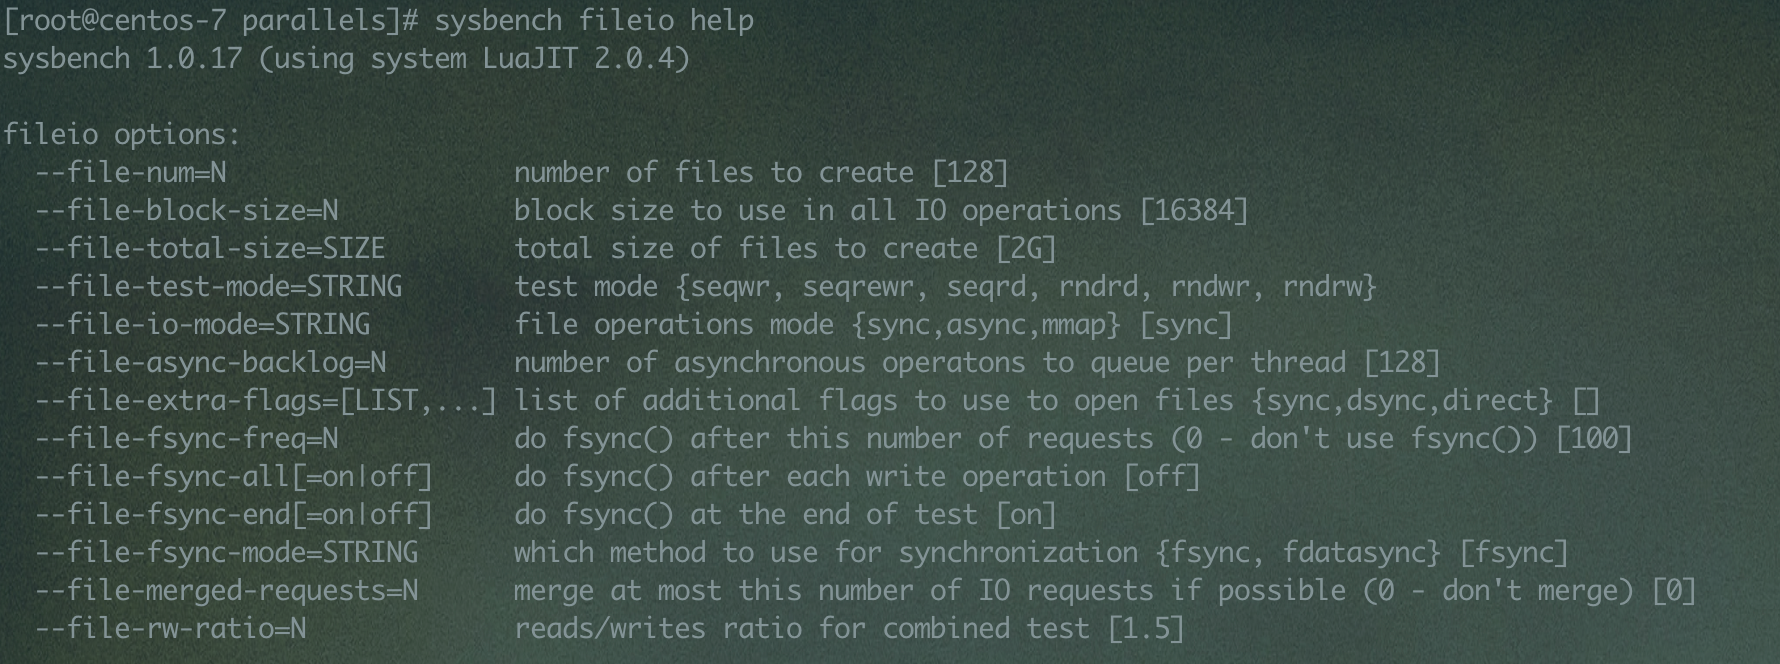 [root@centos-7 parallels]# sysbench fileio help
sysbench 1.0.17 (using system LuaJIT 2.0.4)
fileio options:
--file-num=N number of files to create [128]
--file-block-size=N block size to use in all IO operations [16384]
--file-total-size=SIZE total size of files to create [2G]
--file-test-mode=STRING test mode {seqwr, seqrewr, seqrd, rndrd, rndwr, rndrw}
--file-io-mode=STRING file operations mode {sync,async,mmap} [sync]
--file-async-backlog=N number of asynchronous operatons to queue per thread [128]
--file-extra-flags=[LIST,...] list of additional flags to use to open files {sync,dsync,direct} []
--file-fsync-freq=N do fsync() after this number of requests (0 - don't use fsync()) [100]
--file-fsync-all[=on|off] do fsync() after each write operation [off]
--file-fsync-end[=on|off] do fsync() at the end of test [on]
--file-fsync-mode=STRING which method to use for synchronization {fsync, fdatasync} [fsync]
--file-merged-requests=N merge at most this number of IO requests if possible (0 - don't merge) [0]
--file-rw-ratio=N reads/writes ratio for combined test [1.5]